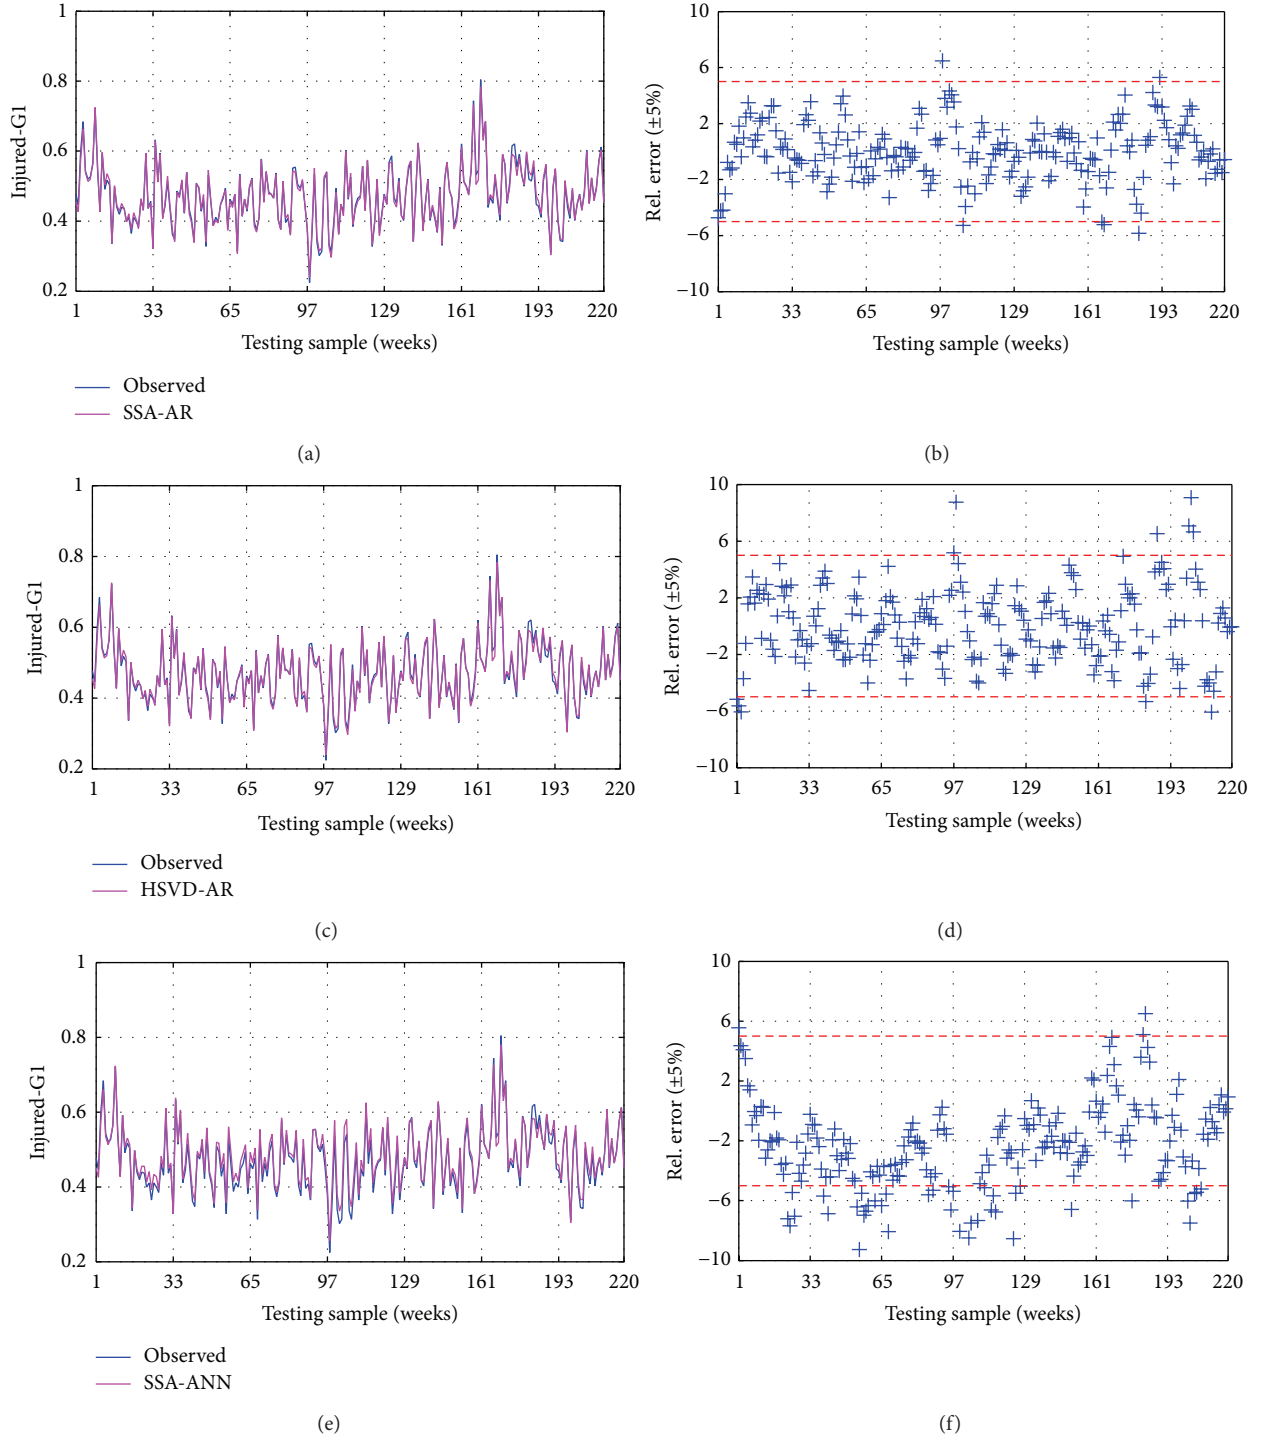 1
0.8
0.6
0.4
0.2
Injured-G1
1 33 65 97 129 161 193 220
Testing sample (weeks)
Observed
SSA-AR
(a)
10
6
2
−2
−6
−10
Rel. error (±5%)
1 33 65 97 129 161 193 220
Testing sample (weeks)
(b)
1
0.8
0.6
0.4
0.2
Injured-G1
1 33 65 97 129 161 193 220
Testing sample (weeks)
Observed
HSVD-AR
(c)
10
6
2
−2
−6
−10
Rel. error (±5%)
1 33 65 97 129 161 193 220
Testing sample (weeks)
(d)
1
0.8
0.6
0.4
0.2
Injured-G1
1 33 65 97 129 161 193 220
Testing sample (weeks)
Observed
SSA-ANN
(e)
10
6
2
−2
−6
−10
Rel. error (±5%)
1 33 65 97 129 161 193 220
Testing sample (weeks)
(f)